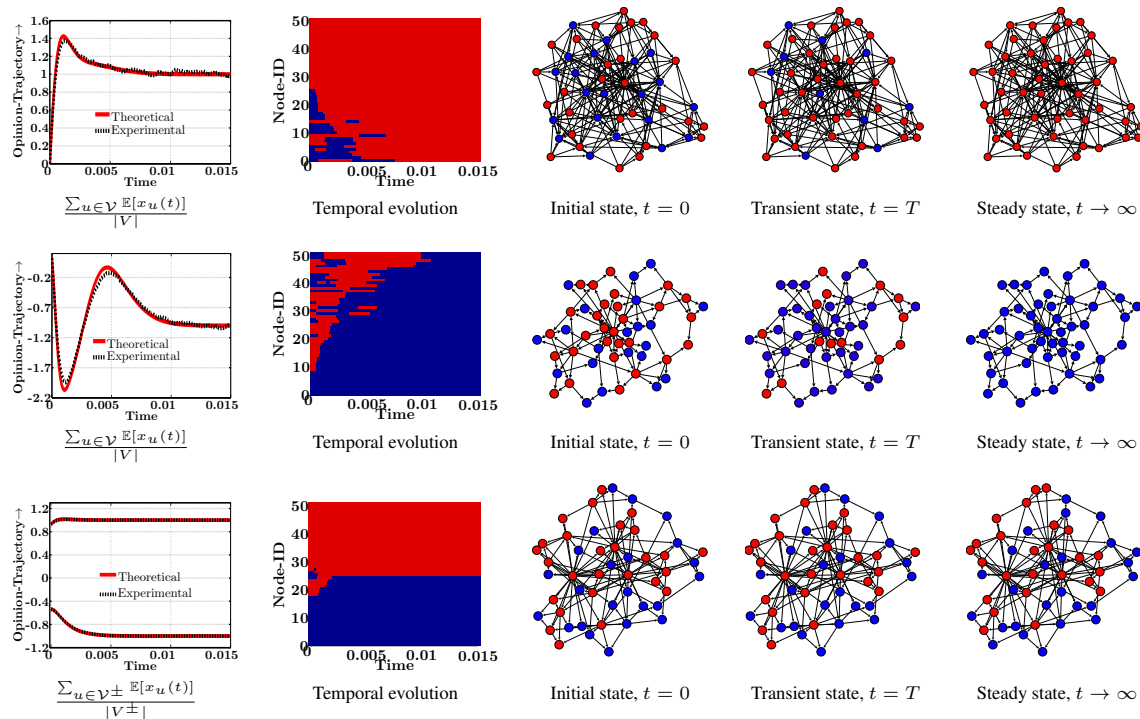 Opinion-Trajectory→
1.6
1.4
1.2
1
0.8
0.6
0.4
0.2
0
Theoretical
Experimental
0 0.005 0.01 0.015
Time
∑_{u∈𝒱} 𝔼[x_u(t)]
|V|
Node-ID
50
40
30
20
10
0
0 0.005 0.01 0.015
Time
Temporal evolution
Initial state, t = 0
Transient state, t = T
Steady state, t → ∞
Opinion-Trajectory→
-0.2
-0.7
-1.2
-1.7
-2.2
Theoretical
Experimental
0 0.005 0.01 0.015
Time
∑_{u∈𝒱} 𝔼[x_u(t)]
|V|
Node-ID
50
40
30
20
10
0
0 0.005 0.01 0.015
Time
Temporal evolution
Initial state, t = 0
Transient state, t = T
Steady state, t → ∞
Opinion-Trajectory→
1.2
0.8
0.4
0
-0.4
-0.8
-1.2
Theoretical
Experimental
0 0.005 0.01 0.015
Time
∑_{u∈𝒱^±} 𝔼[x_u(t)]
|V^±|
Node-ID
50
40
30
20
10
0
0 0.005 0.01 0.015
Time
Temporal evolution
Initial state, t = 0
Transient state, t = T
Steady state, t → ∞